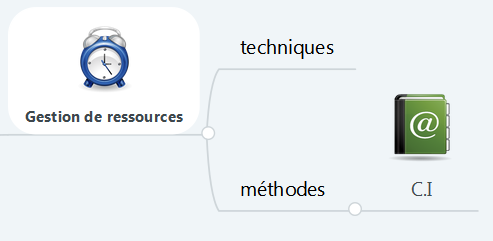 techniques
Gestion de ressources
@
méthodes
C.I